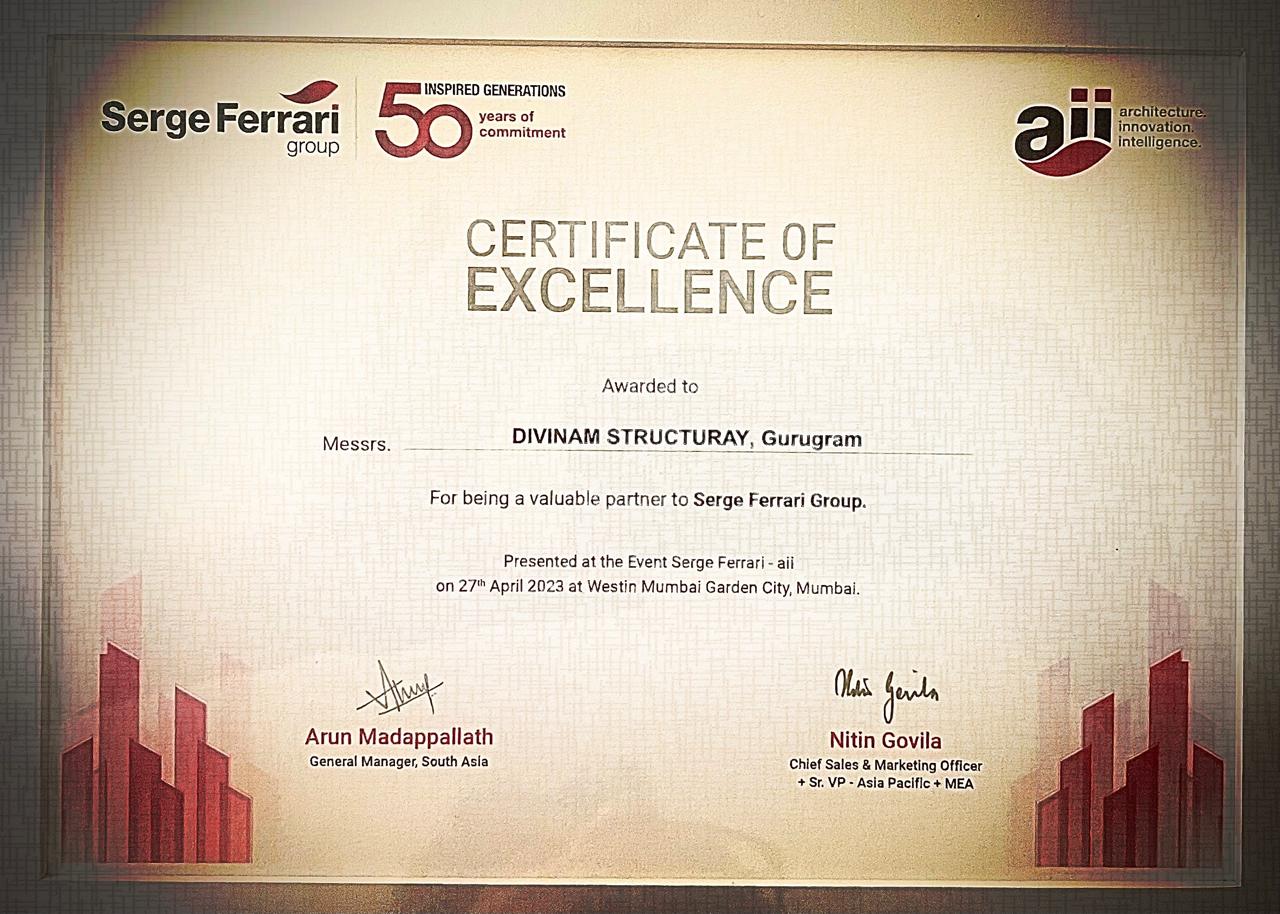 Serge Ferrari
group
INSPIRED GENERATIONS
50 years of
commitment
aii
architecture.
innovation.
intelligence.
CERTIFICATE OF
EXCELLENCE
Awarded to
Messrs. DIVINAM STRUCTURAY, Gurugram
For being a valuable partner to Serge Ferrari Group.
Presented at the Event Serge Ferrari - aii
on 27th April 2023 at Westin Mumbai Garden City, Mumbai.
Nitin Govila
Arun Madappallath
General Manager, South Asia
Nitin Govila
Chief Sales & Marketing Officer
+ Sr. VP - Asia Pacific + MEA